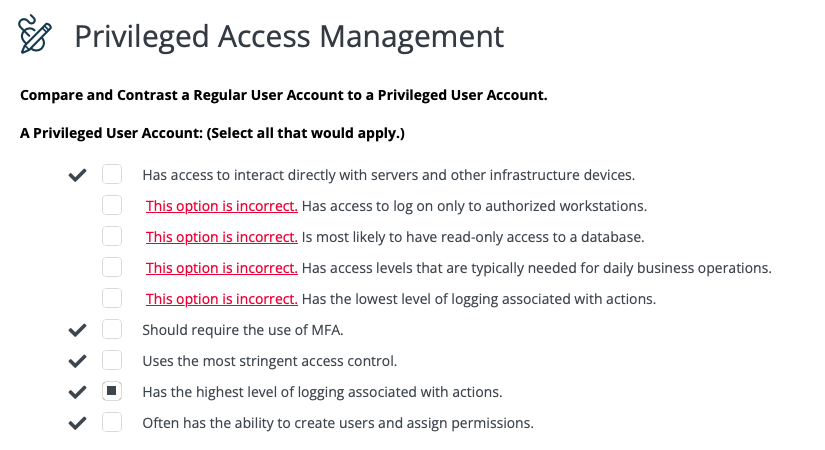 Privileged Access Management
Compare and Contrast a Regular User Account to a Privileged User Account.
A Privileged User Account: (Select all that would apply.)
Has access to interact directly with servers and other infrastructure devices.
This option is incorrect. Has access to log on only to authorized workstations.
This option is incorrect. Is most likely to have read-only access to a database.
This option is incorrect. Has access levels that are typically needed for daily business operations.
This option is incorrect. Has the lowest level of logging associated with actions.
Should require the use of MFA.
Uses the most stringent access control.
Has the highest level of logging associated with actions.
Often has the ability to create users and assign permissions.